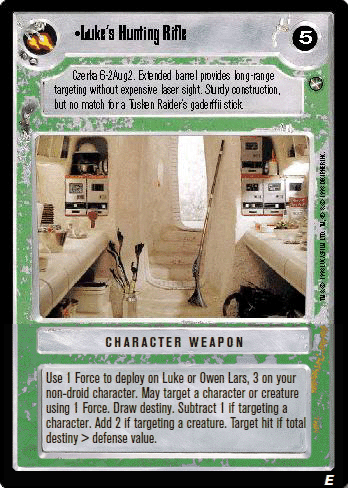 •Luke's Hunting Rifle
5
Czerka 6-2Aug2. Extended barrel provides long-range
targeting without expensive laser sight. Sturdy construction,
but no match for a Tusken Raider's gaderffii stick.
CHARACTER WEAPON
Use 1 Force to deploy on Luke or Owen Lars, 3 on your
non-droid character. May target a character or creature
using 1 Force. Draw destiny. Subtract 1 if targeting a
character. Add 2 if targeting a creature. Target hit if total
destiny > defense value.
E